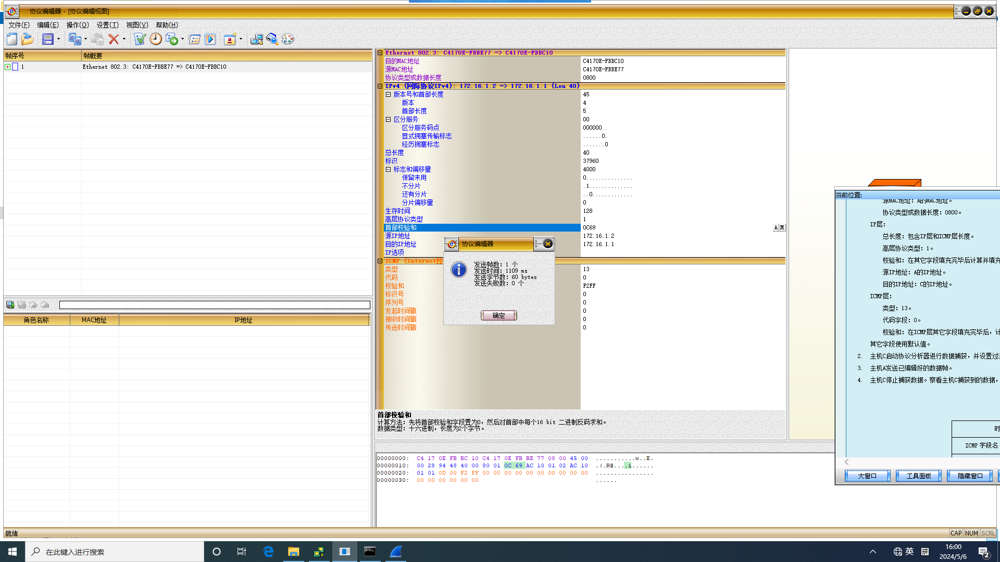 协议编辑器 - [协议编辑视图]
文件(F) 编辑(E) 操作(O) 设置(T) 视图(V) 帮助(H)
帧序号 帧概要
1 Ethernet 802.3: C4170E-FBBE77 => C4170E-FBBC10
角色名称 MAC地址 IP地址
Ethernet 802.3: C4170E-FBBE77 => C4170E-FBBC10
目的MAC地址 C4170E-FBBC10
源MAC地址 C4170E-FBBE77
协议类型或数据长度 0800
IPv4 (网际协议IPv4): 172.16.1.2 => 172.16.1.1 (Len 40)
版本号和首部长度 45
版本 4
首部长度 5
区分服务 00
区分服务码点 000000..
显式拥塞传输标志 ......0.
经历拥塞标志 .......0
总长度 40
标识 37960
标志和偏移量 4000
保留未用 0...............
不分片 .1..............
还有分片 ..0.............
分片偏移量 0
生存时间 128
高层协议类型 1
首部校验和 0C69 A M
源IP地址 172.16.1.2
目的IP地址 172.16.1.1
IP选项
ICMP (Internet控
类型 13
代码 0
校验和 F2FF
标识号 0
序列号 0
发起时间戳 0
接收时间戳 0
传送时间戳 0
协议编辑器
发送帧数: 1 个
发送时间: 1109 ms
发送字节数: 60 bytes
发送失败数: 0 个
确定
首部校验和
计算方法: 先将首部校验和字段置为0, 然后对首部中每个16 bit 二进制反码求和。
数据类型: 十六进制, 长度为2个字节。
00000000: C4 17 0E FB BC 10 C4 17 0E FB BE 77 08 00 45 00 ...........w..E.
00000010: 00 28 94 48 40 00 80 01 0C 69 AC 10 01 02 AC 10 .(.H@....i......
00000020: 01 01 0D 00 F2 FF 00 00 00 00 00 00 00 00 00 00 ................
00000030: 00 00 00 00 00 00 ......
当前位置:
源MAC地址: A的MAC地址。
协议类型或数据长度: 0800。
IP层:
总长度: 包含IP层和ICMP层长度。
高层协议类型: 1。
校验和: 在其它字段填充完毕后计算并填充
源IP地址: A的IP地址。
目的IP地址: C的IP地址。
ICMP层:
类型: 13。
代码字段: 0。
校验和: 在ICMP层其它字段填充完毕后, 计
其它字段使用默认值。
2. 主机C启动协议分析器进行数据捕获, 并设置过
3. 主机A发送已编辑好的数据帧。
4. 主机C停止捕获数据。察看主机C捕获到的数据,
时
ICMP 字段名
大窗口 工具面板 隐藏窗口
就绪
CAP NUM SCRL
在此键入进行搜索
英
16:00
2024/5/6
2